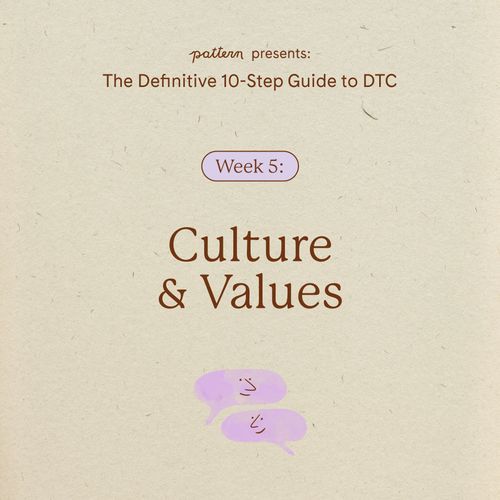 pattern presents:
The Definitive 10-Step Guide to DTC
Week 5:
Culture
& Values